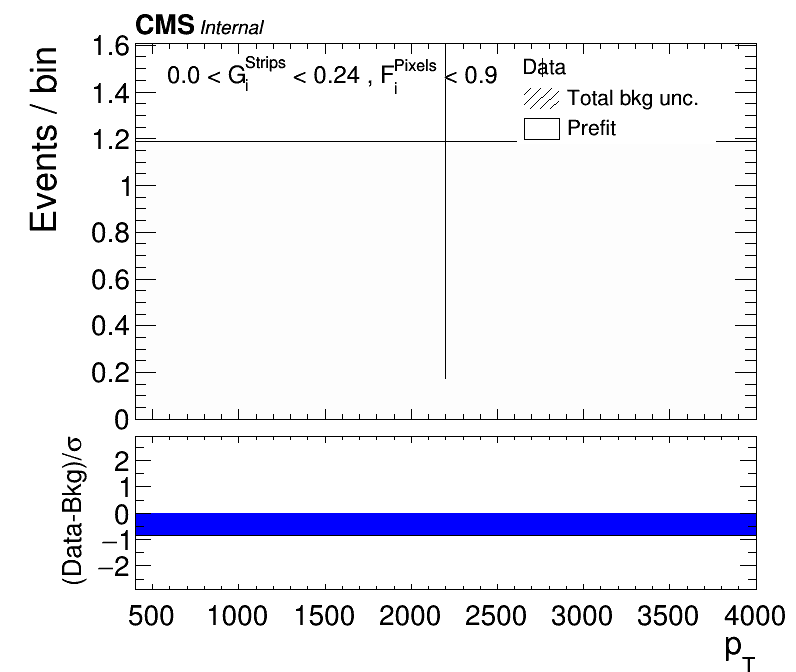 CMS Internal
0.0 < G_i^Strips < 0.24 , F_i^Pixels < 0.9
Data
Total bkg unc.
Prefit
Events / bin
1.6
1.4
1.2
1
0.8
0.6
0.4
0.2
0
(Data-Bkg)/σ
2
1
0
−1
−2
500 1000 1500 2000 2500 3000 3500 4000
p_T